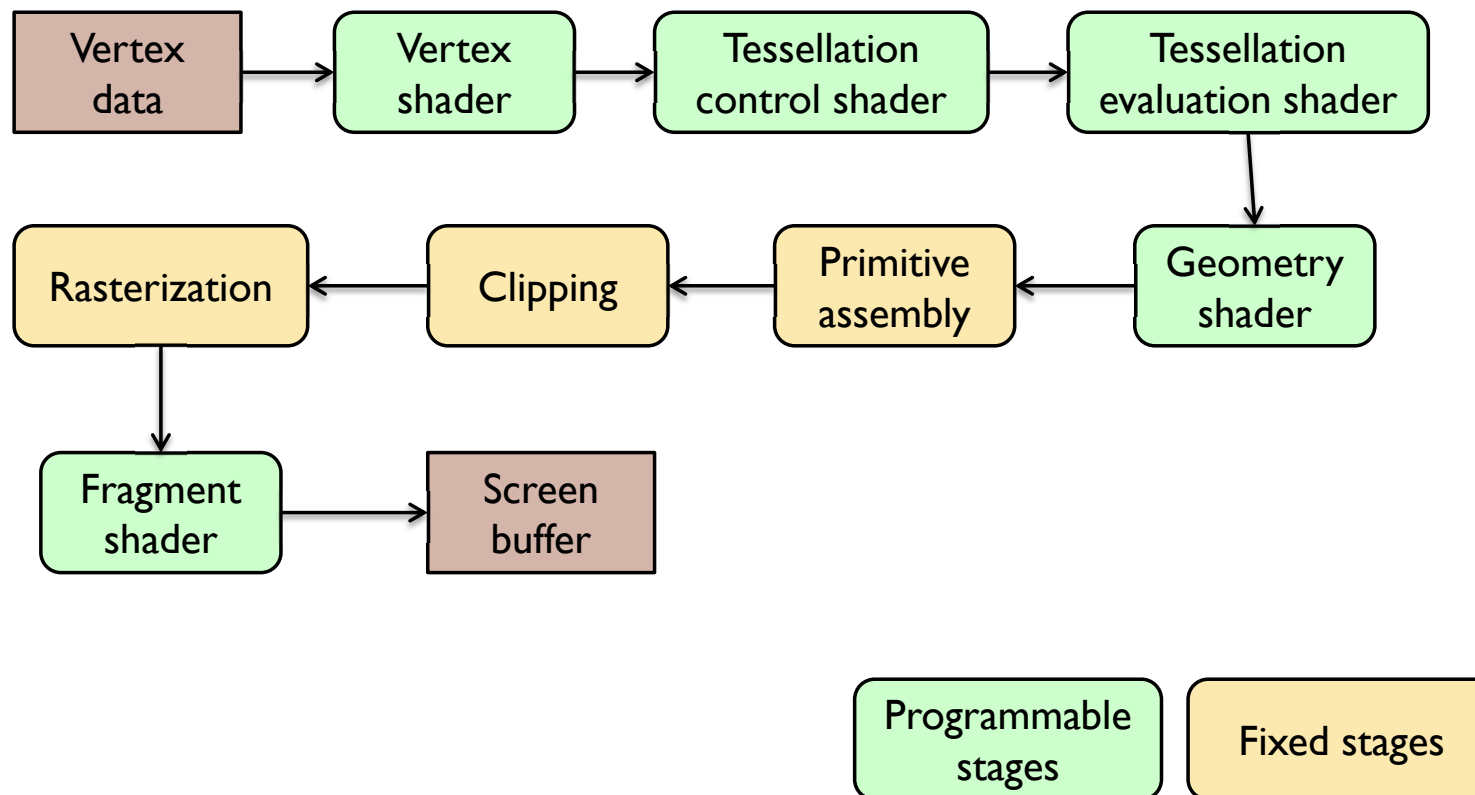 Vertex
data
Vertex
shader
Tessellation
control shader
Tessellation
evaluation shader
Geometry
shader
Primitive
assembly
Clipping
Rasterization
Fragment
shader
Screen
buffer
Programmable
stages
Fixed stages